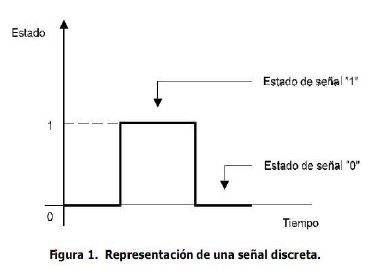 Estado
Estado de señal "1"
1
Estado de señal "0"
0
Tiempo
Figura 1. Representación de una señal discreta.